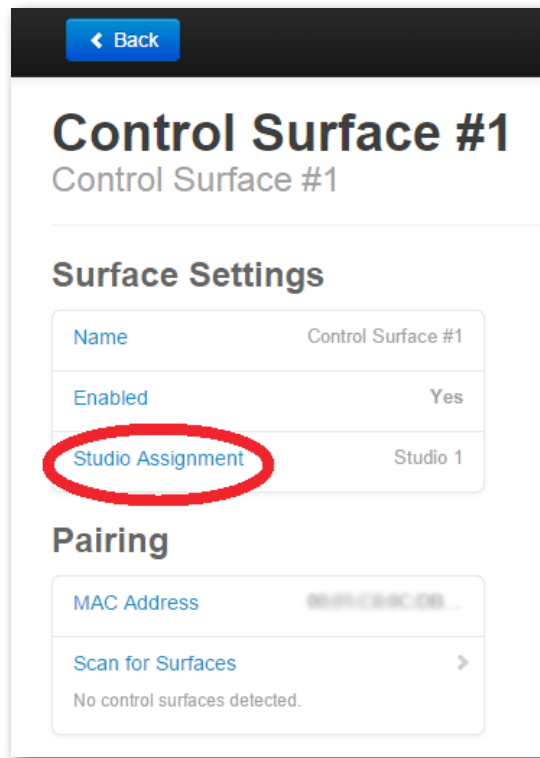 Back
Control Surface #1
Control Surface #1
Surface Settings
Name Control Surface #1
Enabled Yes
Studio Assignment Studio 1
Pairing
MAC Address
Scan for Surfaces
No control surfaces detected.